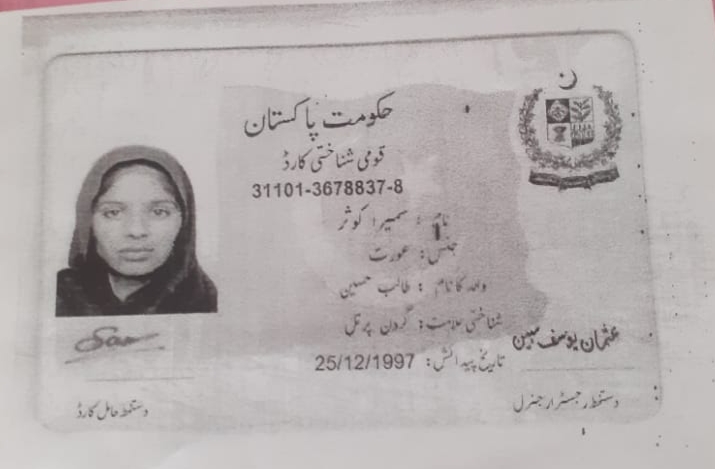 حکومت پاکستان
قومی شناختی کارڈ
31101-3678837-8
نام : سمیرا کوثر
جنس: عورت
والد کا نام : طالب حسین
شناختی علامت: گردن پر تل
تاریخ پیدائش: 25/12/1997
عثمان یوسف مبین
دستخط حامل کارڈ
دستخط رجسٹرار جنرل